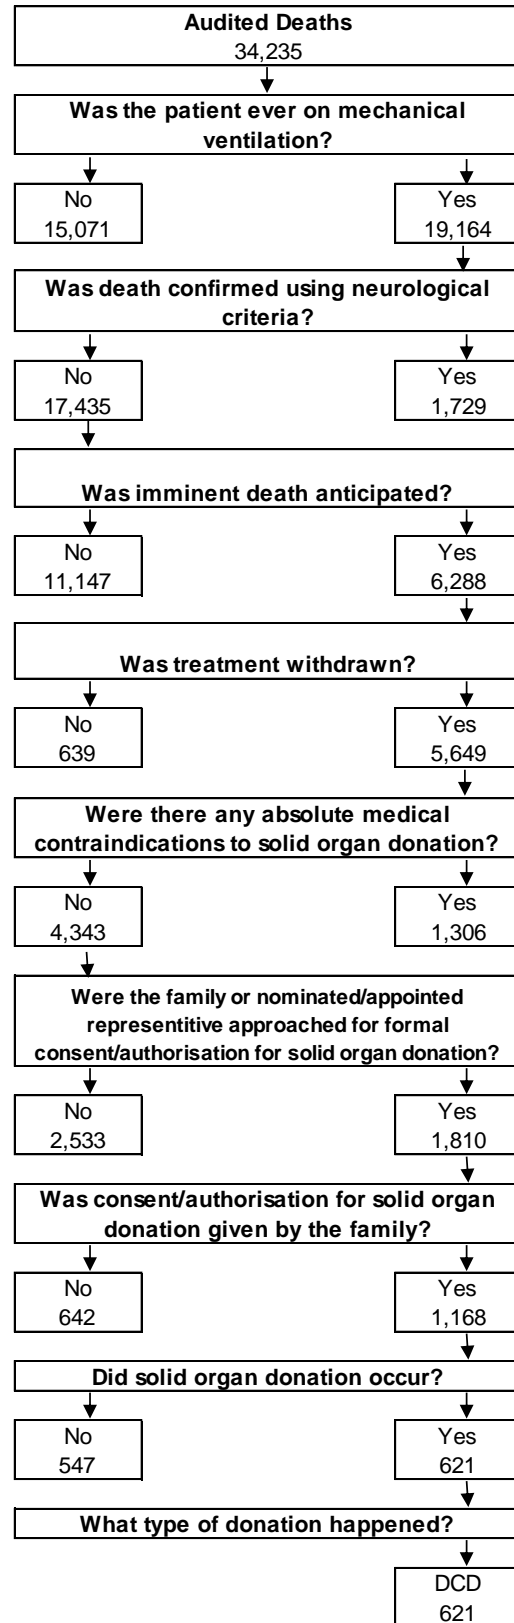 Audited Deaths
34,235
Was the patient ever on mechanical
ventilation?
No
15,071
Yes
19,164
Was death confirmed using neurological
criteria?
No
17,435
Yes
1,729
Was imminent death anticipated?
No
11,147
Yes
6,288
Was treatment withdrawn?
No
639
Yes
5,649
Were there any absolute medical
contraindications to solid organ donation?
No
4,343
Yes
1,306
Were the family or nominated/appointed
representitive approached for formal
consent/authorisation for solid organ donation?
No
2,533
Yes
1,810
Was consent/authorisation for solid organ
donation given by the family?
No
642
Yes
1,168
Did solid organ donation occur?
No
547
Yes
621
What type of donation happened?
DCD
621